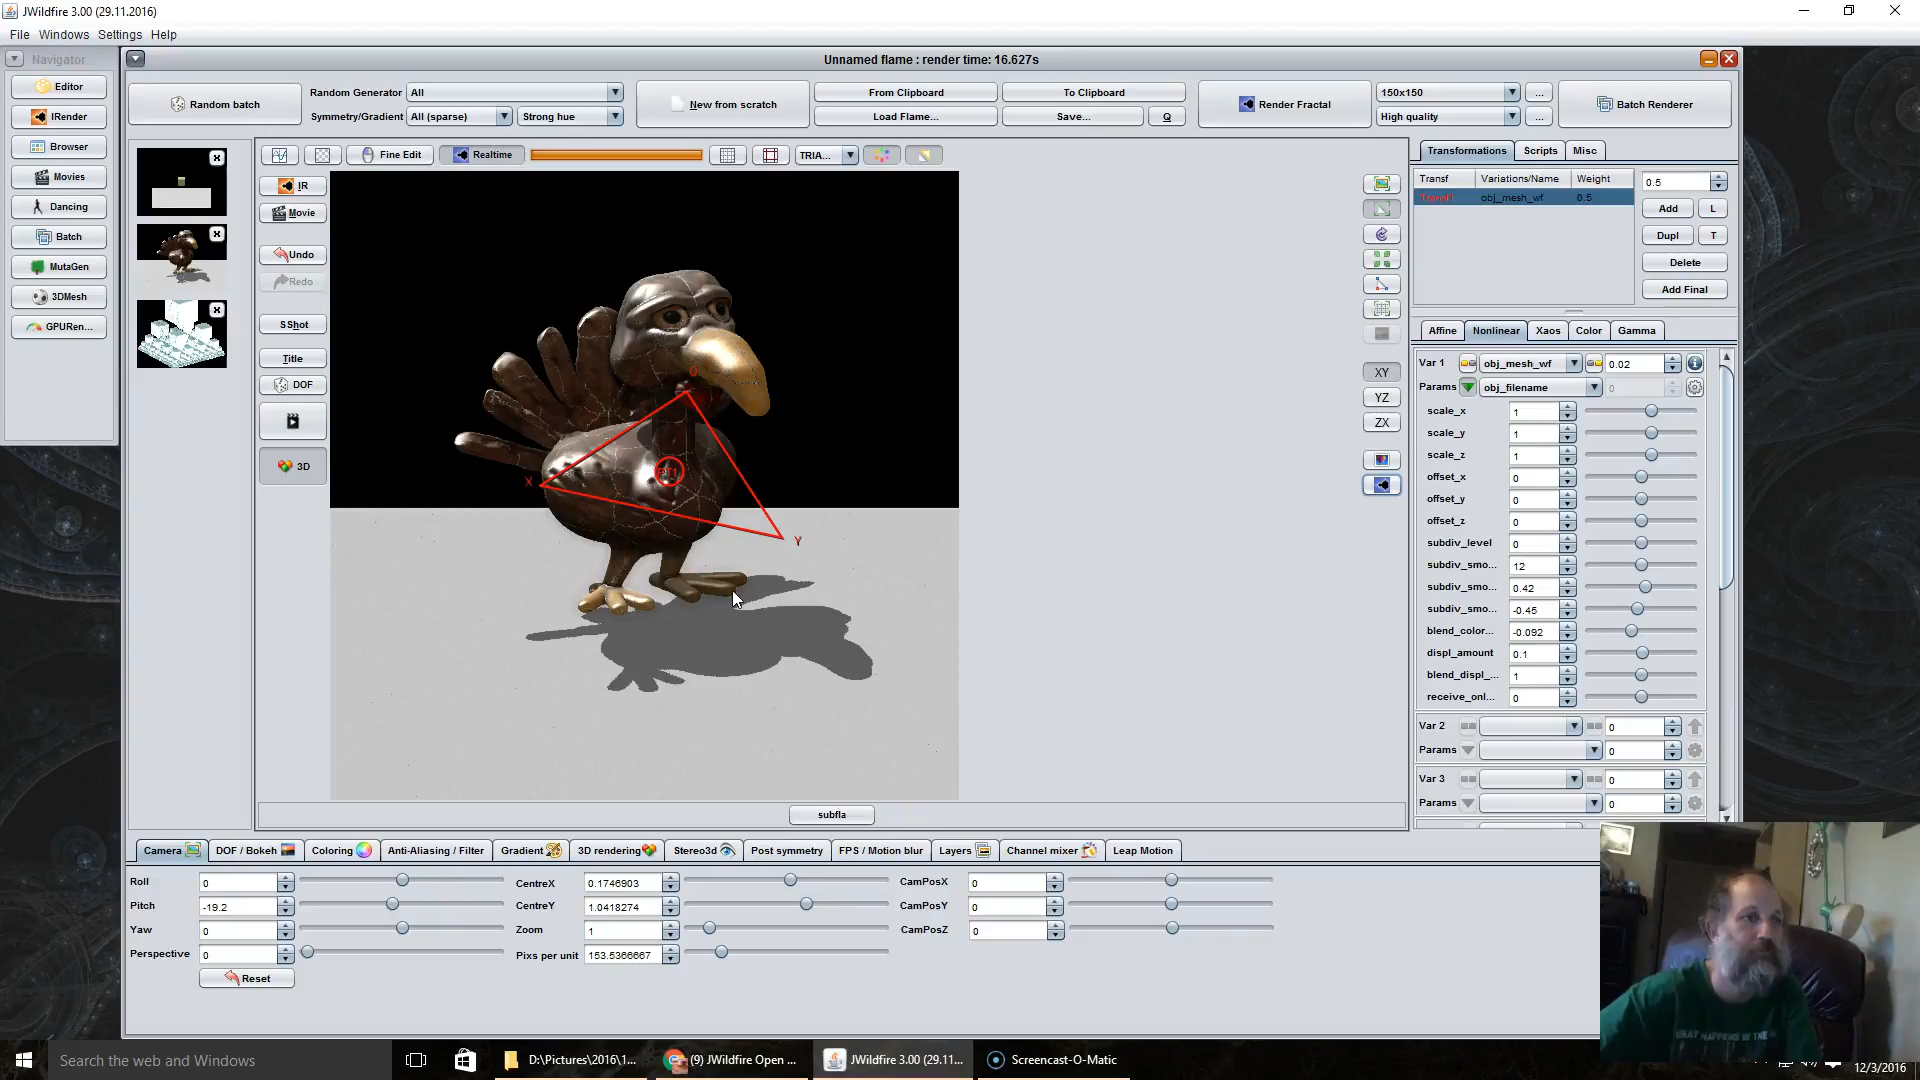 JWildfire 3.00 (29.11.2016)
File Windows Settings Help
Navigator
Editor
IRender
Browser
Movies
Dancing
Batch
MutaGen
3DMesh
GPURen...
Unnamed flame : render time: 16.627s
Random batch
Random Generator All
Symmetry/Gradient All (sparse) Strong hue
New from scratch
From Clipboard To Clipboard
Load Flame... Save... Q
Render Fractal
150x150 ...
High quality ...
Batch Renderer
Fine Edit Realtime TRIA...
IR
Movie
Undo
Redo
SShot
Title
DOF
3D
O
X
Y
XY
YZ
ZX
subfla
Transformations Scripts Misc
Transf Variations/Name Weight
Transf1 obj_mesh_wf 0.5
0.5
Add L
Dupl T
Delete
Add Final
Affine Nonlinear Xaos Color Gamma
Var 1 obj_mesh_wf 0.02
Params obj_filename 0
scale_x 1
scale_y 1
scale_z 1
offset_x 0
offset_y 0
offset_z 0
subdiv_level 0
subdiv_smo... 12
subdiv_smo... 0.42
subdiv_smo... -0.45
blend_color... -0.092
displ_amount 0.1
blend_displ_... 1
receive_onl... 0
Var 2 0
Params 0
Var 3 0
Params 0
Camera DOF / Bokeh Coloring Anti-Aliasing / Filter Gradient 3D rendering Stereo3d Post symmetry FPS / Motion blur Layers Channel mixer Leap Motion
Roll 0 CentreX 0.1746903 CamPosX 0
Pitch -19.2 CentreY 1.0418274 CamPosY 0
Yaw 0 Zoom 1 CamPosZ 0
Perspective 0 Pixs per unit 153.5366667
Reset
WHAT HAPPENS IN THE
Search the web and Windows
D:\Pictures\2016\1...
(9) JWildfire Open ...
JWildfire 3.00 (29.11...
Screencast-O-Matic
12/3/2016